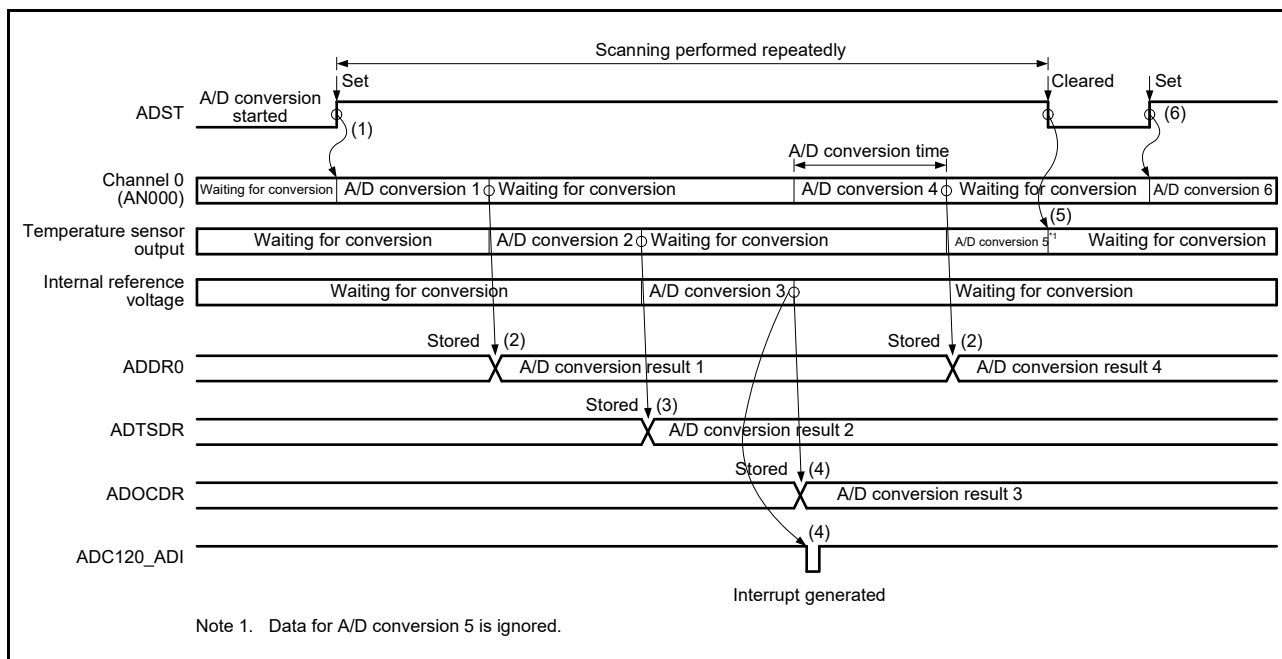 Scanning performed repeatedly
Set
Cleared
Set
ADST
A/D conversion
started
(1)
(6)
A/D conversion time
Channel 0
(AN000)
Waiting for conversion
A/D conversion 1
Waiting for conversion
A/D conversion 4
Waiting for conversion
A/D conversion 6
(5)
Temperature sensor
output
Waiting for conversion
A/D conversion 2
Waiting for conversion
A/D conversion 5*1
Waiting for conversion
Internal reference
voltage
Waiting for conversion
A/D conversion 3
Waiting for conversion
Stored
(2)
Stored
(2)
ADDR0
A/D conversion result 1
A/D conversion result 4
Stored
(3)
ADTSDR
A/D conversion result 2
Stored
(4)
ADOCDR
A/D conversion result 3
(4)
ADC120_ADI
Interrupt generated
Note 1. Data for A/D conversion 5 is ignored.